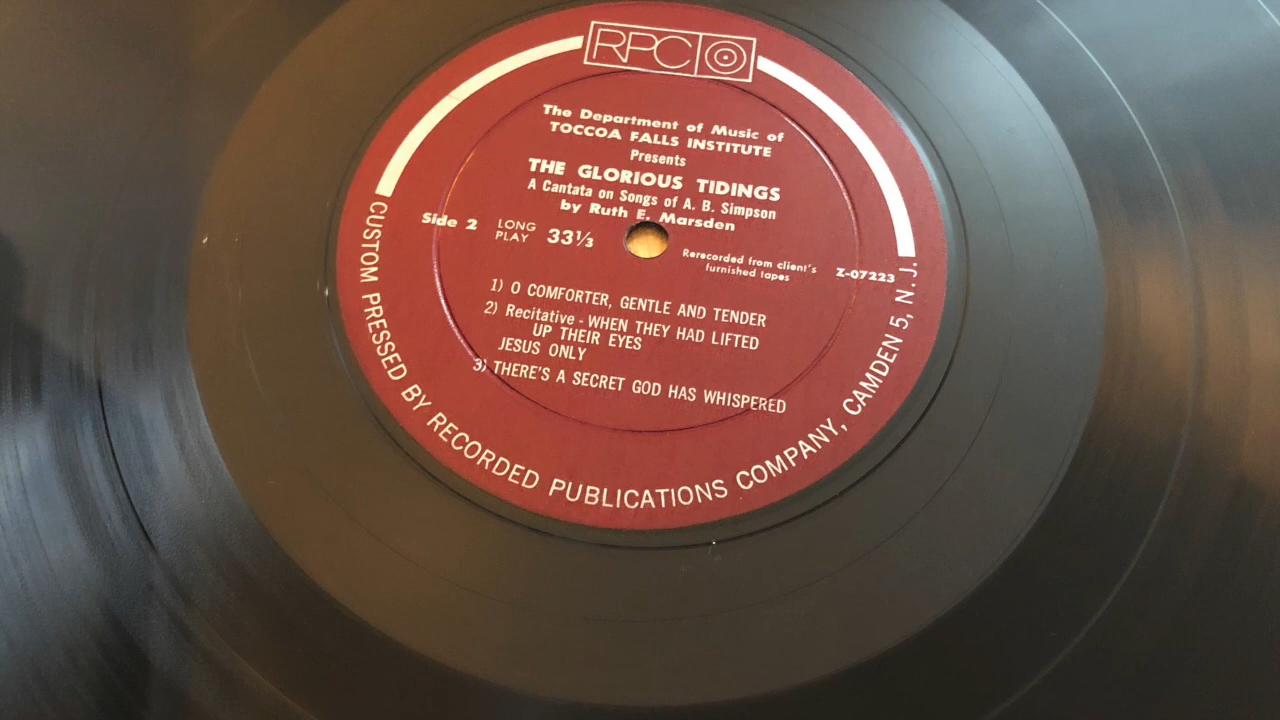 RPC
The Department of Music of
TOCCOA FALLS INSTITUTE
Presents
THE GLORIOUS TIDINGS
A Cantata on Songs of A. B. Simpson
by Ruth E. Marsden
Side 2
LONG
PLAY
33⅓
Rerecorded from client's
furnished tapes
Z-07223
1) O COMFORTER, GENTLE AND TENDER
2) Recitative - WHEN THEY HAD LIFTED
UP THEIR EYES
JESUS ONLY
3) THERE'S A SECRET GOD HAS WHISPERED
CUSTOM PRESSED BY RECORDED PUBLICATIONS COMPANY, CAMDEN 5, N. J.